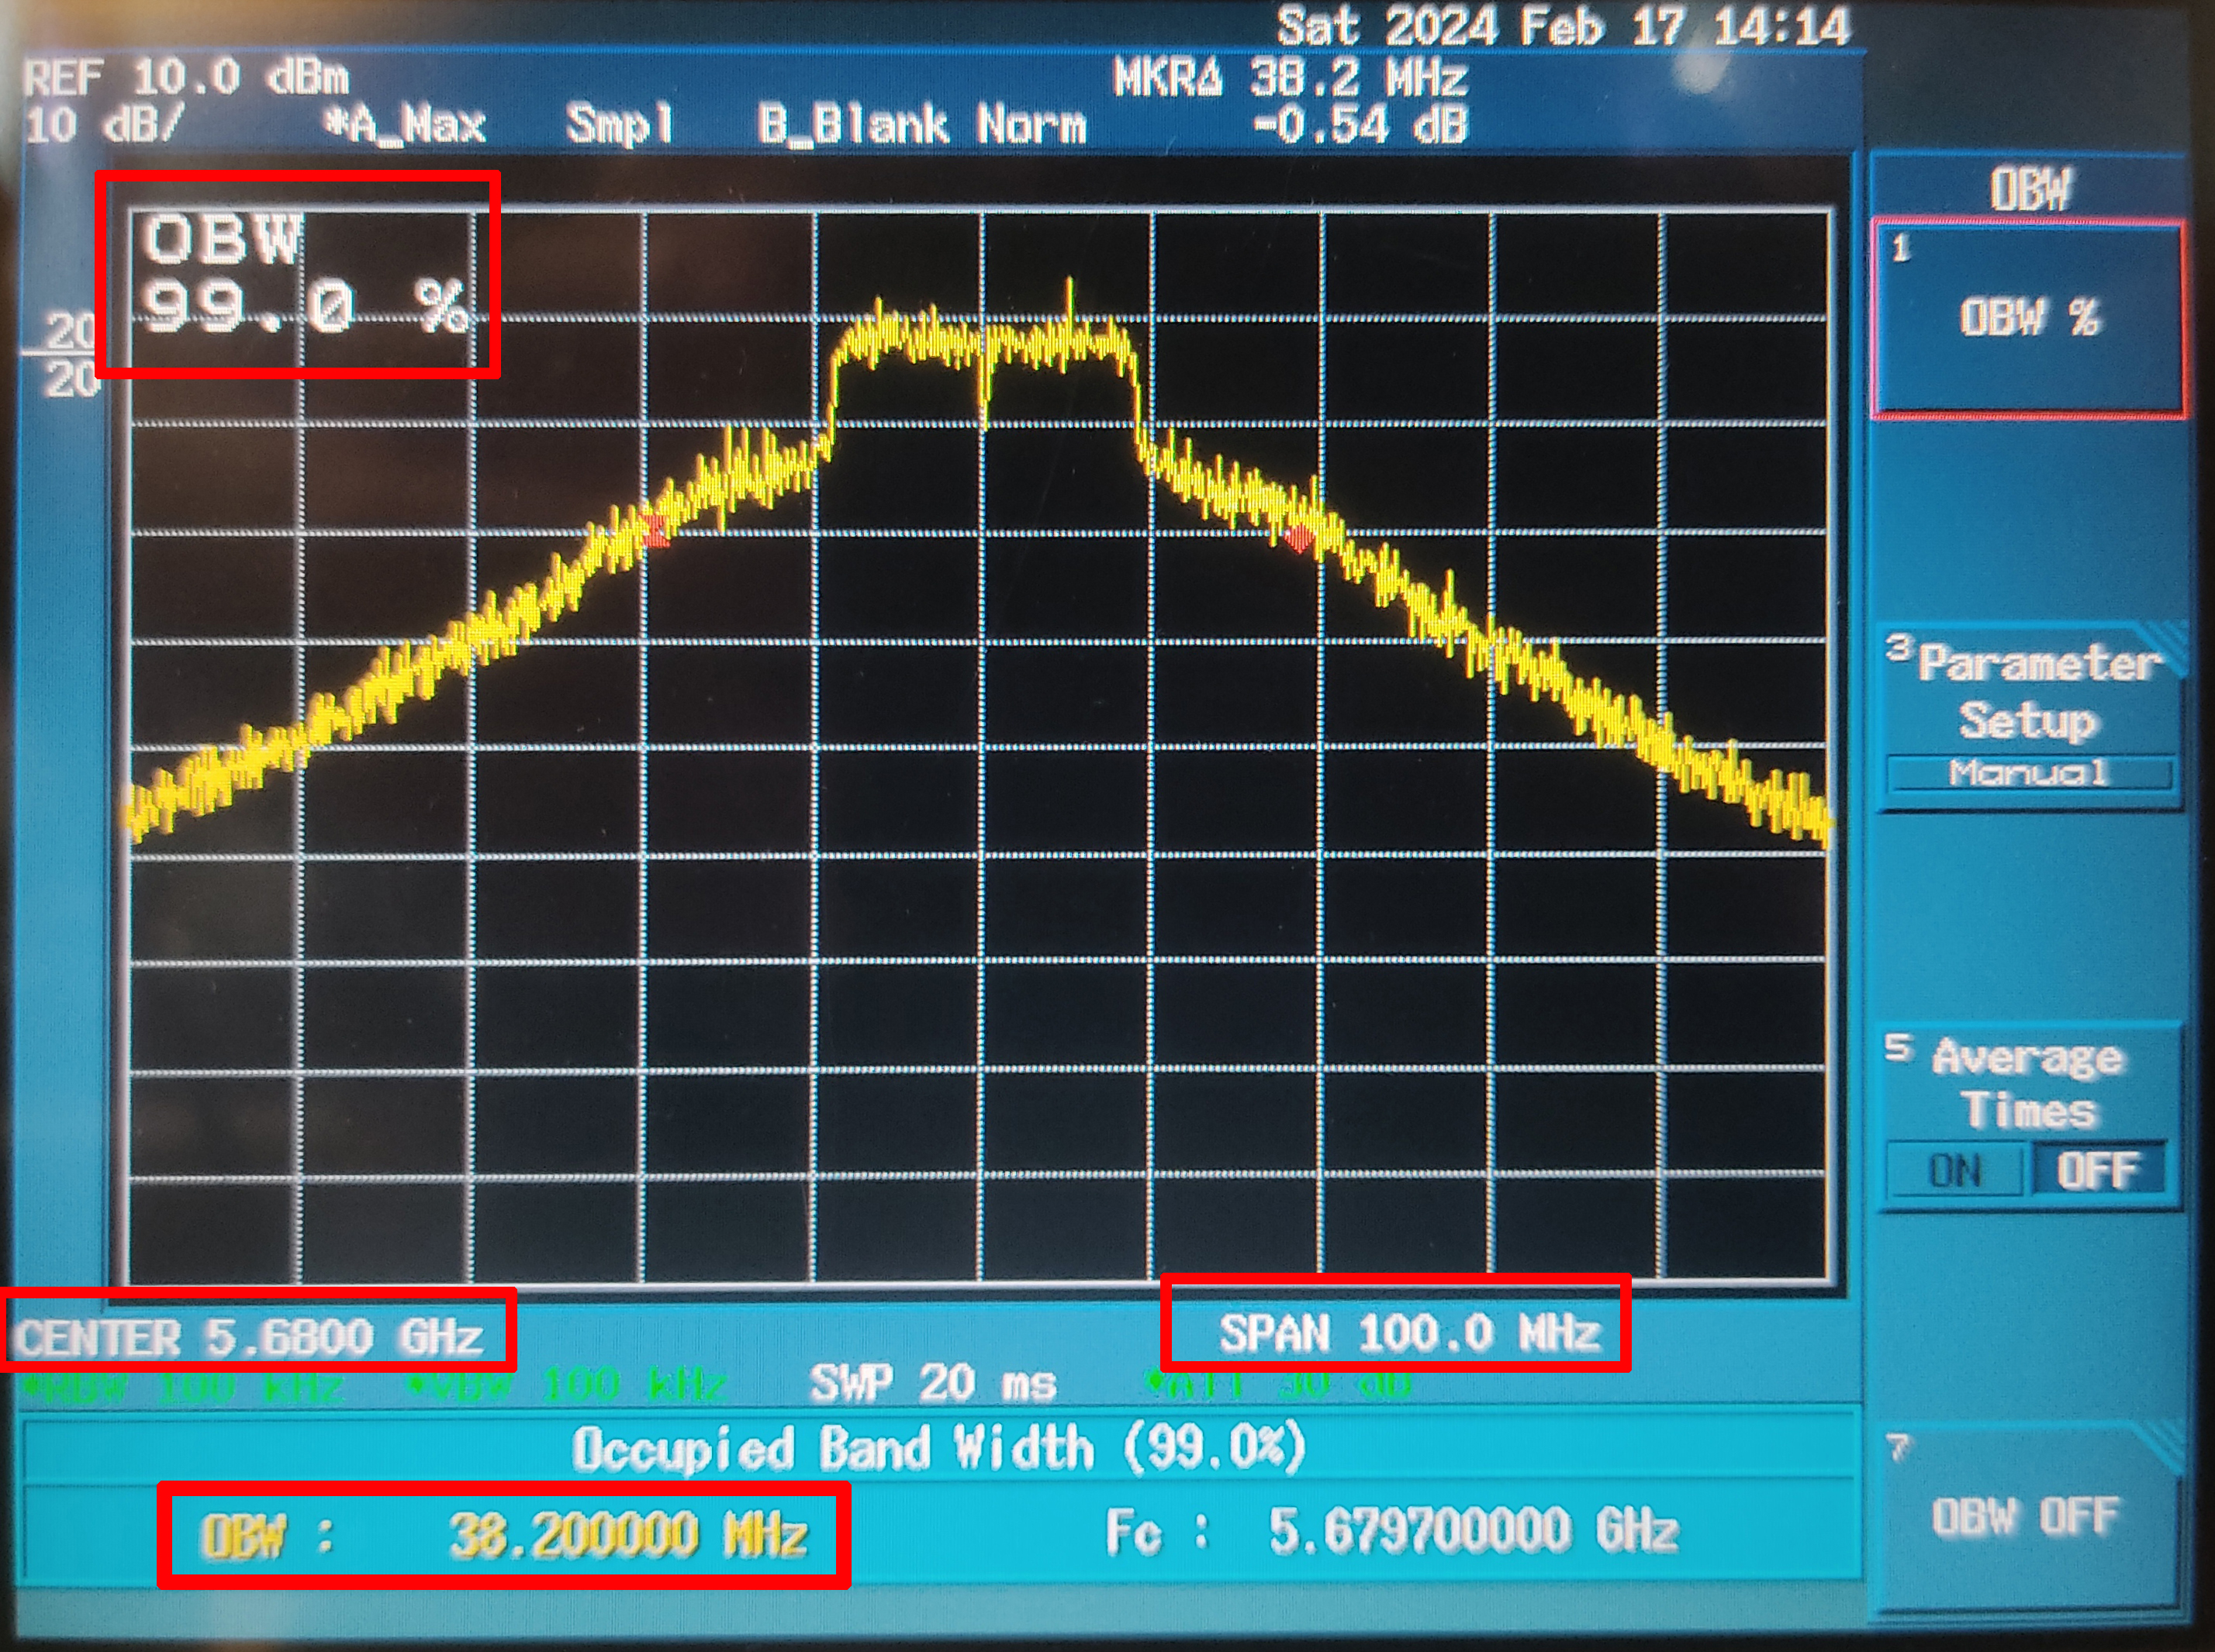 Sat 2024 Feb 17 14:14
REF 10.0 dBm
MKRΔ 38.2 MHz
10 dB/ *A_Max Smpl B_Blank Norm
-0.54 dB
OBW
99.0 %
20
20
CENTER 5.6800 GHz
SPAN 100.0 MHz
*RBW 100 kHz *VBW 100 kHz SWP 20 ms *ATT 30 dB
Occupied Band Width (99.0%)
OBW : 38.200000 MHz
Fc : 5.679700000 GHz
OBW
1
OBW %
3 Parameter
Setup
Manual
5 Average
Times
ON OFF
7
OBW OFF